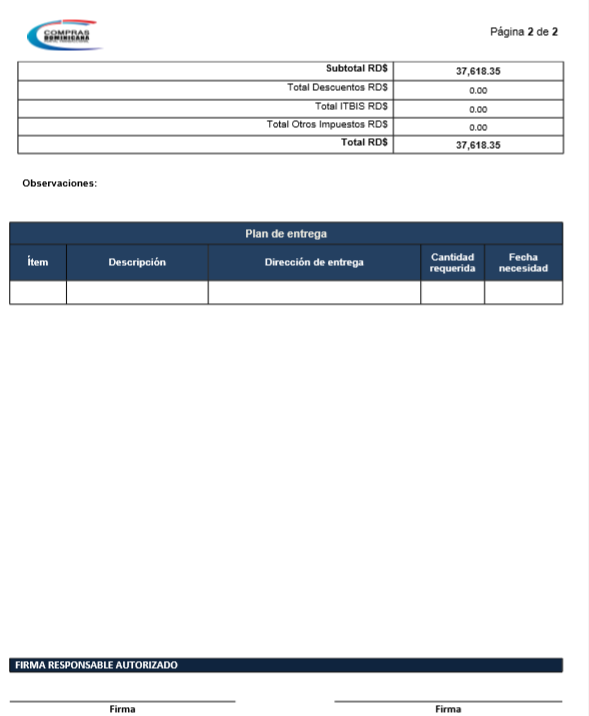 COMPRAS
DOMINICANA
Página 2 de 2
Subtotal RD$ 37,618.35
Total Descuentos RD$ 0.00
Total ITBIS RD$ 0.00
Total Otros Impuestos RD$ 0.00
Total RD$ 37,618.35
Observaciones:
Plan de entrega
Ítem Descripción Dirección de entrega Cantidad requerida Fecha necesidad
FIRMA RESPONSABLE AUTORIZADO
Firma Firma